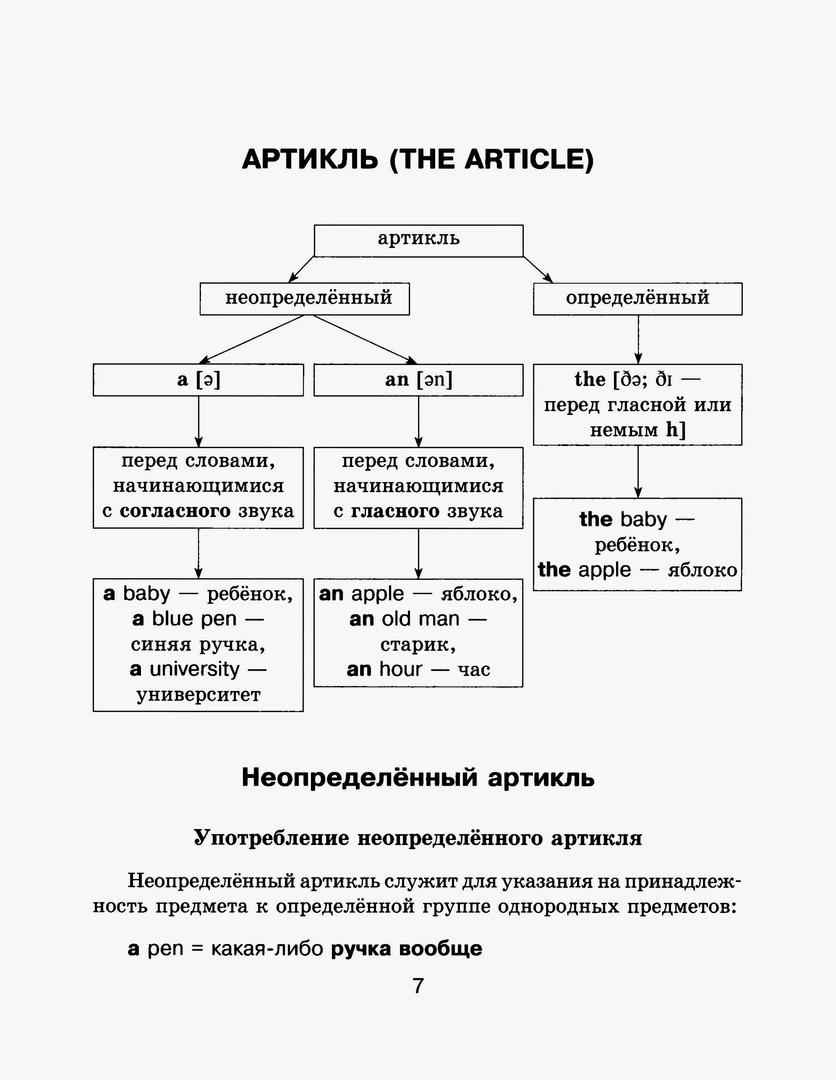 АРТИКЛЬ (THE ARTICLE)
артикль
неопределённый
определённый
a [ə]
an [ən]
the [ðə; ðɪ —
перед гласной или
немым h]
перед словами,
начинающимися
с согласного звука
перед словами,
начинающимися
с гласного звука
the baby —
ребёнок,
the apple — яблоко
a baby — ребёнок,
a blue pen —
синяя ручка,
a university —
университет
an apple — яблоко,
an old man —
старик,
an hour — час
Неопределённый артикль
Употребление неопределённого артикля
Неопределённый артикль служит для указания на принадлеж-
ность предмета к определённой группе однородных предметов:
a pen = какая-либо ручка вообще
7